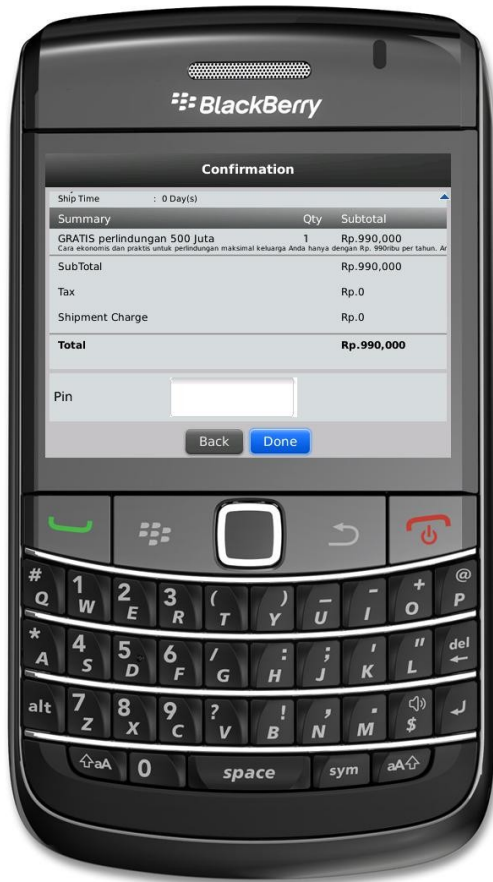 BlackBerry
Confirmation
Ship Time : 0 Day(s)
Summary Qty Subtotal
GRATIS perlindungan 500 Juta 1 Rp.990,000
Cara ekonomis dan praktis untuk perlindungan maksimal keluarga Anda hanya dengan Rp. 990ribu per tahun. Ar
SubTotal Rp.990,000
Tax Rp.0
Shipment Charge Rp.0
Total Rp.990,000
Pin
Back Done
# 1 2 3 ( ) _ - + @
Q W E R T Y U I O P
* 4 5 6 / : ; ' " del
A S D F G H J K L
alt 7 8 9 ? ! , .
Z X C V B N M $
aA 0 space sym aA